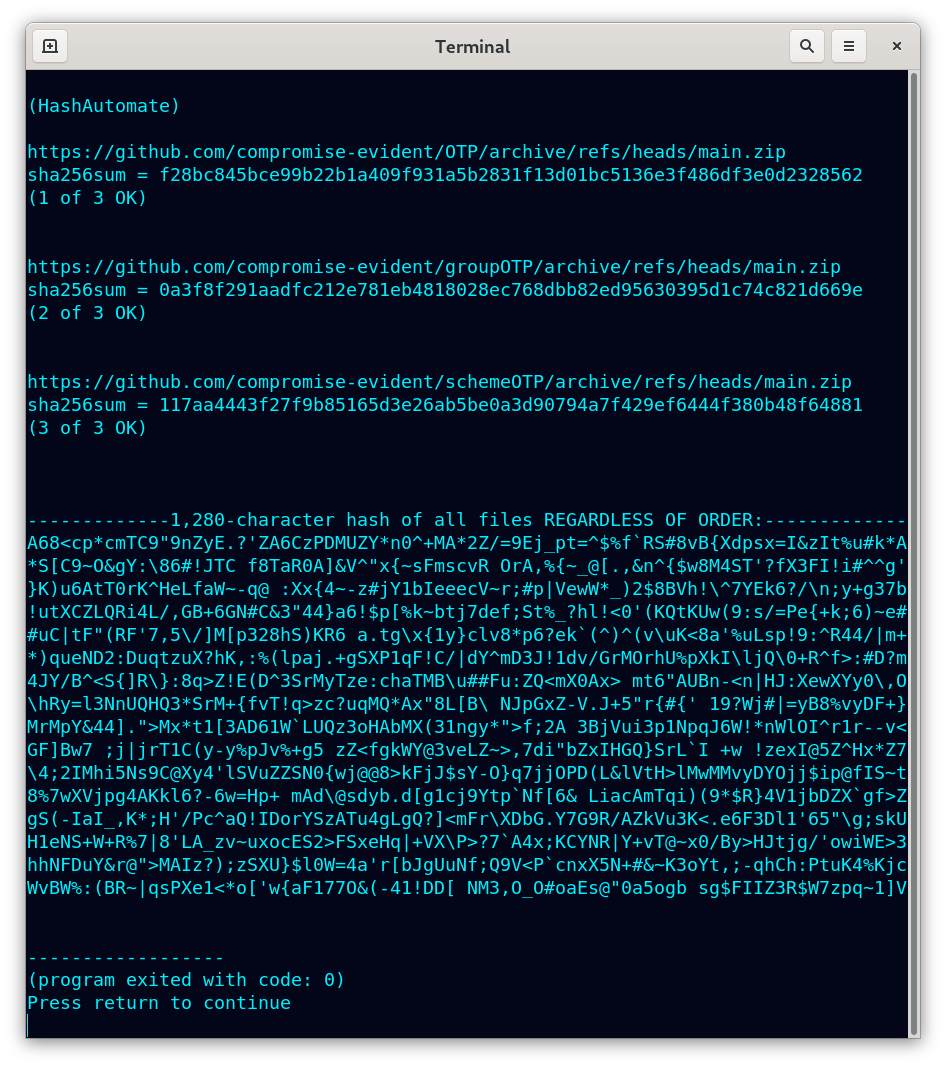 Terminal
(HashAutomate)
https://github.com/compromise-evident/OTP/archive/refs/heads/main.zip
sha256sum = f28bc845bce99b22b1a409f931a5b2831f13d01bc5136e3f486df3e0d2328562
(1 of 3 OK)
https://github.com/compromise-evident/groupOTP/archive/refs/heads/main.zip
sha256sum = 0a3f8f291aadfc212e781eb4818028ec768dbb82ed95630395d1c74c821d669e
(2 of 3 OK)
https://github.com/compromise-evident/schemeOTP/archive/refs/heads/main.zip
sha256sum = 117aa4443f27f9b85165d3e26ab5be0a3d90794a7f429ef6444f380b48f64881
(3 of 3 OK)
-------------1,280-character hash of all files REGARDLESS OF ORDER:-------------
A68<cp*cmTC9"9nZyE.?'ZA6CzPDMUZY*n0^+MA*2Z/=9Ej_pt=^$%f`RS#8vB{Xdpsx=I&zIt%u#k*A
*S[C9~O&gY:\86#!JTC f8TaR0A]&V^"x{~sFmscvR OrA,%{~_@[.,&n^{$w8M4ST'?fX3FI!i#^^g'
}K)u6AtT0rK^HeLfaW~-q@ :Xx{4~-z#jY1bIeeecV~r;#p|VewW*_)2$8BVh!\^7YEk6?/\n;y+g37b
!utXCZLQRi4L/,GB+6GN#C&3"44}a6!$p[%k~btj7def;St%_?hl!<0'(KQtKUw(9:s/=Pe{+k;6)~e#
#uC|tF"(RF'7,5\/]M[p328hS)KR6 a.tg\x{1y}clv8*p6?ek`(^)^(v\uK<8a'%uLsp!9:^R44/|m+
*)queND2:DuqtzuX?hK,:%(lpaj.+gSXP1qF!C/|dY^mD3J!1dv/GrMOrhU%pXkI\ljQ\0+R^f>:#D?m
4JY/B^<S{]R\}:8q>Z!E(D^3SrMyTze:chaTMB\u##Fu:ZQ<mX0Ax> mt6"AUBn-<n|HJ:XewXYy0\,O
\hRy=l3NnUQHQ3*SrM+{fvT!q>zc?uqMQ*Ax"8L[B\ NJpGxZ-V.J+5"r{#{' 19?Wj#|=yB8%vyDF+}
MrMpY&44].">Mx*t1[3AD61W`LUQz3oHAbMX(31ngy*">f;2A 3BjVui3p1NpqJ6W!*nWlOI^r1r--v<
GF]Bw7 ;j|jrT1C(y-y%pJv%+g5 zZ<fgkWY@3veLZ~>,7di"bZxIHGQ}SrL`I +w !zexI@5Z^Hx*Z7
\4;2IMhi5Ns9C@Xy4'lSVuZZSN0{wj@@8>kFjJ$sY-O}q7jjOPD(L&lVtH>lMwMMvyDYOjj$ip@fIS~t
8%7wXVjpg4AKkl6?-6w=Hp+ mAd\@sdyb.d[g1cj9Ytp`Nf[6& LiacAmTqi)(9*$R}4V1jbDZX`gf>Z
gS(-IaI_,K*;H'/Pc^aQ!IDorYSzATu4gLgQ?]<mFr\XDbG.Y7G9R/AZkVu3K<.e6F3Dl1'65"\g;skU
H1eNS+W+R%7|8'LA_zv~uxocES2>FSxeHq|+VX\P>?7`A4x;KCYNR|Y+vT@~x0/By>HJtjg/'owiWE>3
hhNFDuY&r@">MAIz?);zSXU}$l0W=4a'r[bJgUuNf;Q9V<P`cnxX5N+#&~K3oYt,;-qhCh:PtuK4%Kjc
WvBW%:(BR~|qsPXe1<*o['w{aF177O&(-41!DD[ NM3,O_O#oaEs@"0a5ogb sg$FIIZ3R$W7zpq~1]V
------------------
(program exited with code: 0)
Press return to continue